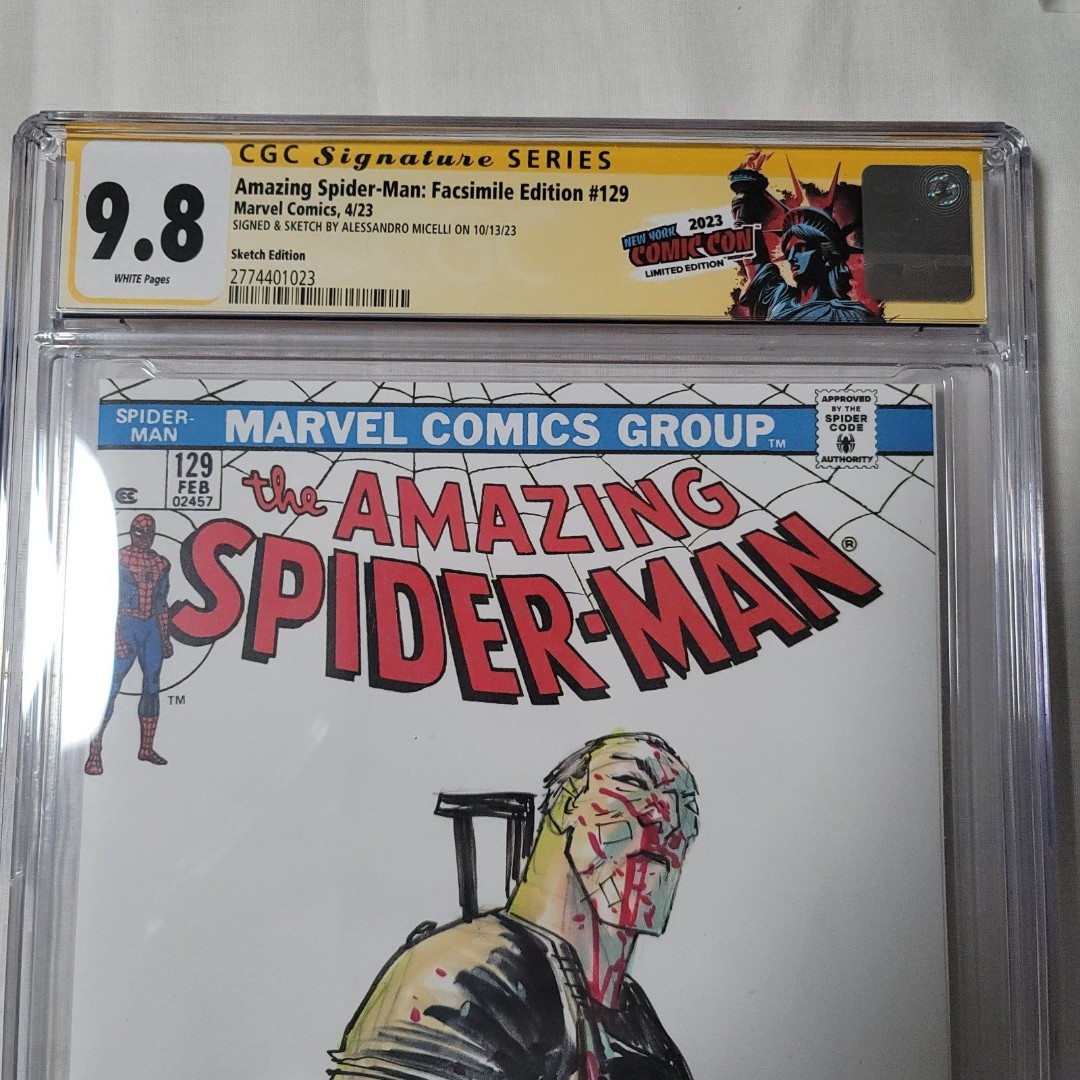 CGC Signature SERIES
9.8
WHITE Pages
Amazing Spider-Man: Facsimile Edition #129
Marvel Comics, 4/23
SIGNED & SKETCH BY ALESSANDRO MICELLI ON 10/13/23
Sketch Edition
2774401023
2023
NEW YORK
COMIC CON
LIMITED EDITION
SPIDER-
MAN
MARVEL COMICS GROUP TM
APPROVED
BY THE
SPIDER
CODE
AUTHORITY
129
FEB
02457
the AMAZING
SPIDER-MAN®
TM